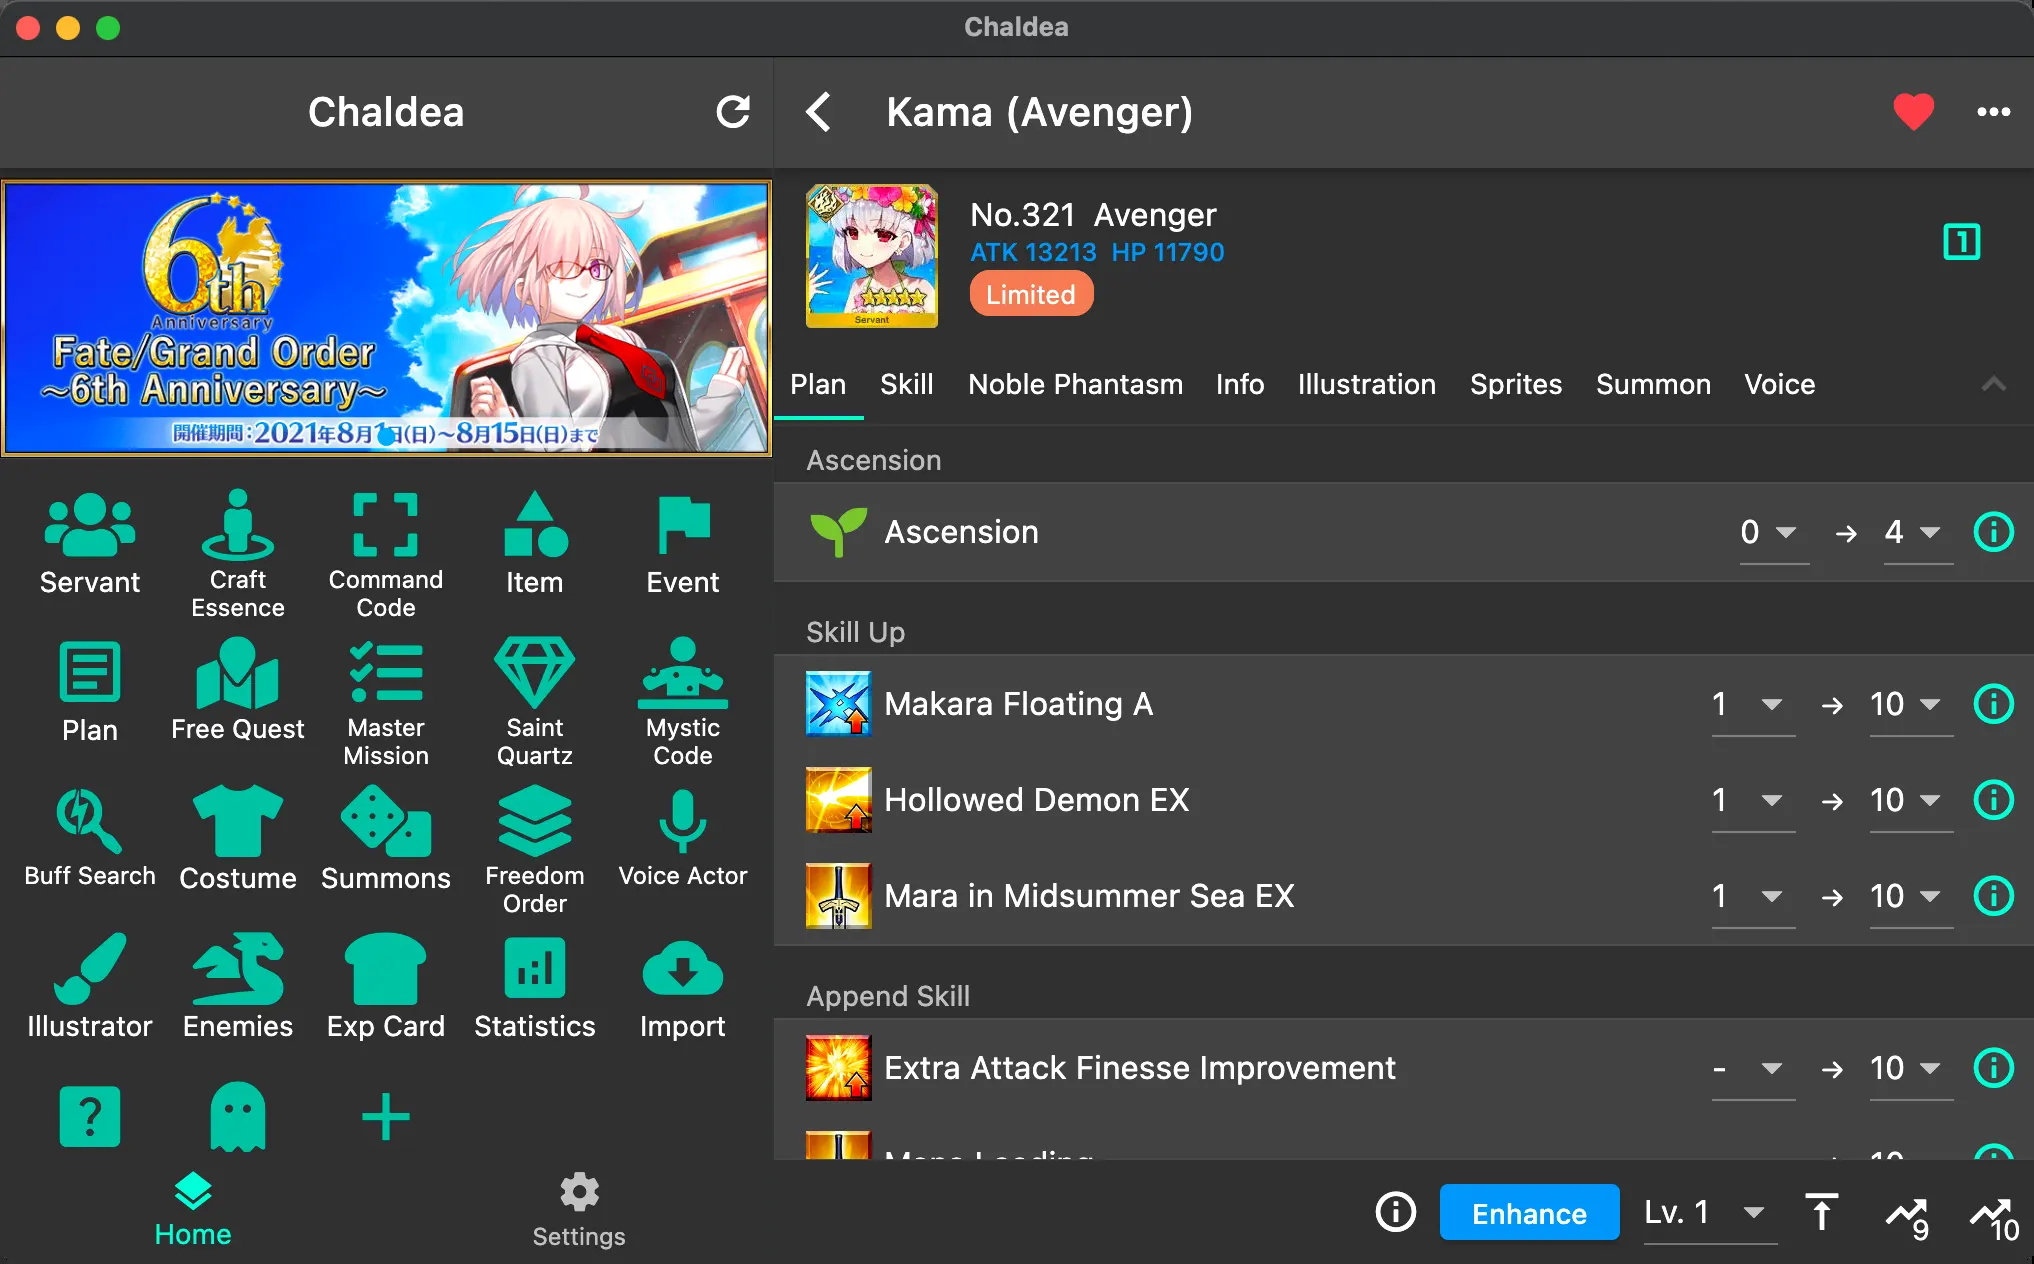 Chaldea
Chaldea
Kama (Avenger)
6th
Anniversary
Fate/Grand Order
～6th Anniversary～
開催期間：2021年8月1日(日)～8月15日(日)まで
Servant
Craft
Essence
Command
Code
Item
Event
Plan
Free Quest
Master
Mission
Saint
Quartz
Mystic
Code
Buff Search
Costume
Summons
Freedom
Order
Voice Actor
Illustrator
Enemies
Exp Card
Statistics
Import
?
Home
Settings
Servant
No.321 Avenger
ATK 13213 HP 11790
Limited
1
Plan Skill Noble Phantasm Info Illustration Sprites Summon Voice
Ascension
Ascension 0 → 4
Skill Up
Makara Floating A 1 → 10
Hollowed Demon EX 1 → 10
Mara in Midsummer Sea EX 1 → 10
Append Skill
Extra Attack Finesse Improvement - → 10
Mana Loading 10
Enhance Lv. 1 9 10